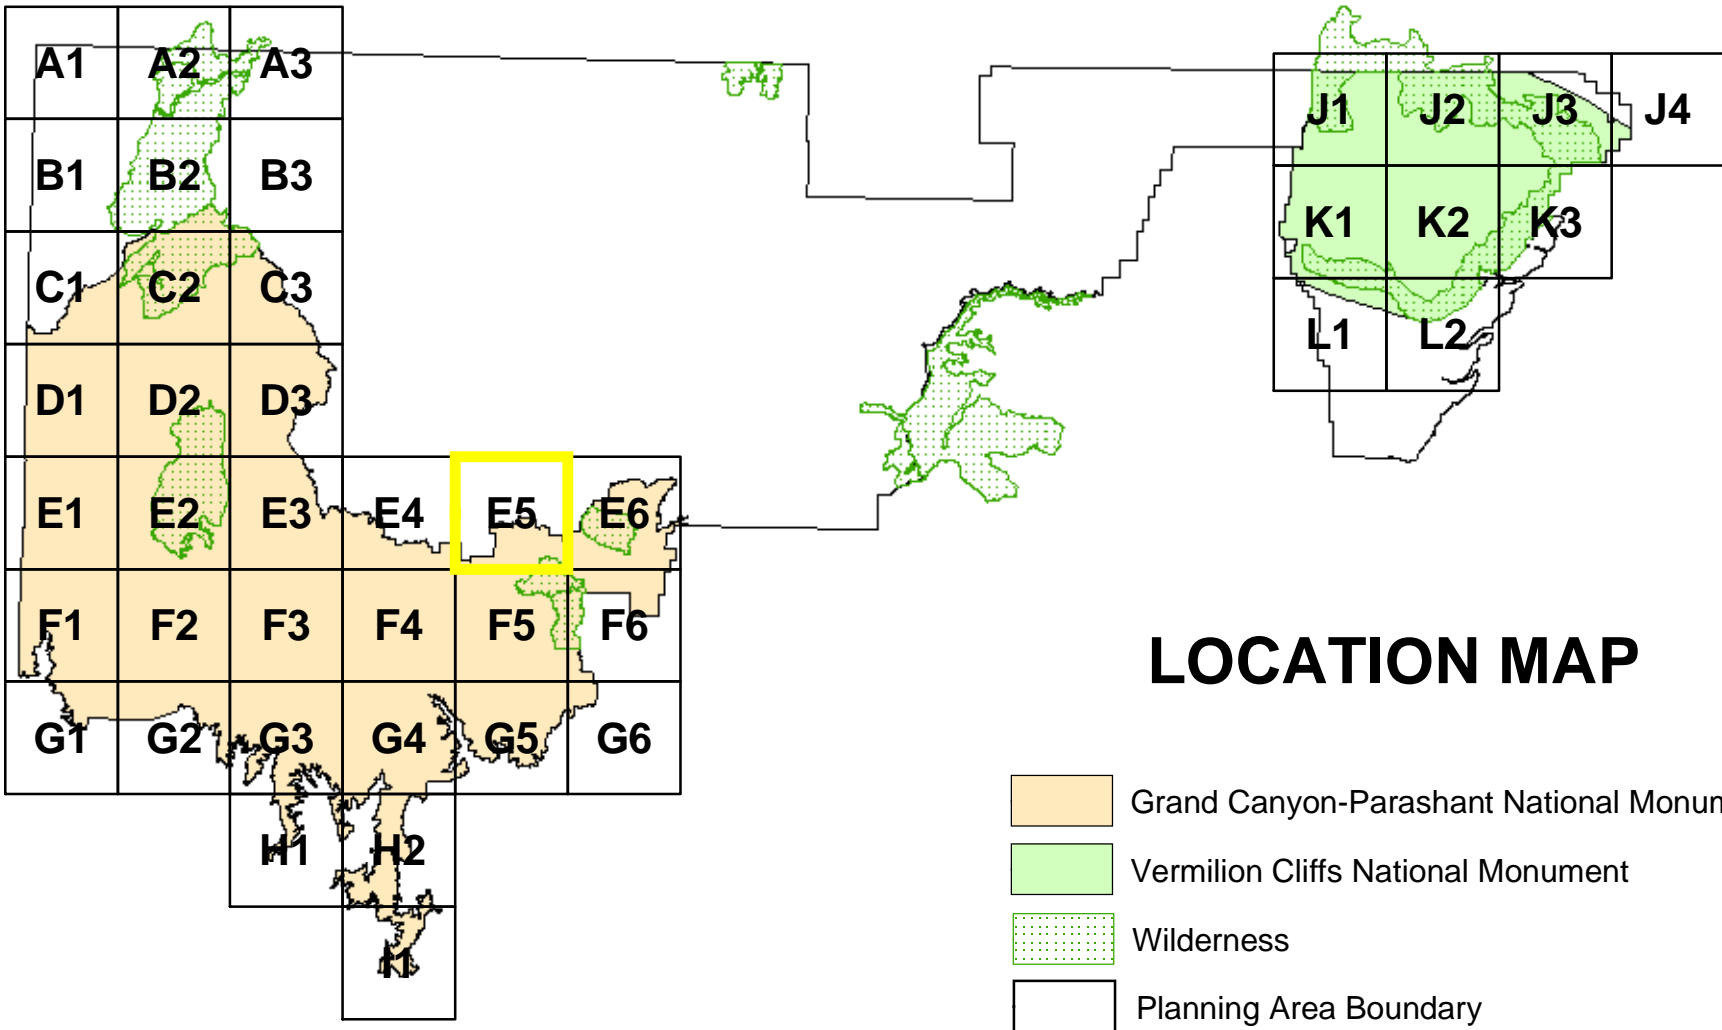 A1 A2 A3
J1 J2 J3 J4
B1 B2 B3
K1 K2 K3
C1 C2 C3
L1 L2
D1 D2 D3
E1 E2 E3 E4 E5 E6
F1 F2 F3 F4 F5 F6
LOCATION MAP
G1 G2 G3 G4 G5 G6
Grand Canyon-Parashant National Monum
H1 H2
Vermilion Cliffs National Monument
Wilderness
I1
Planning Area Boundary